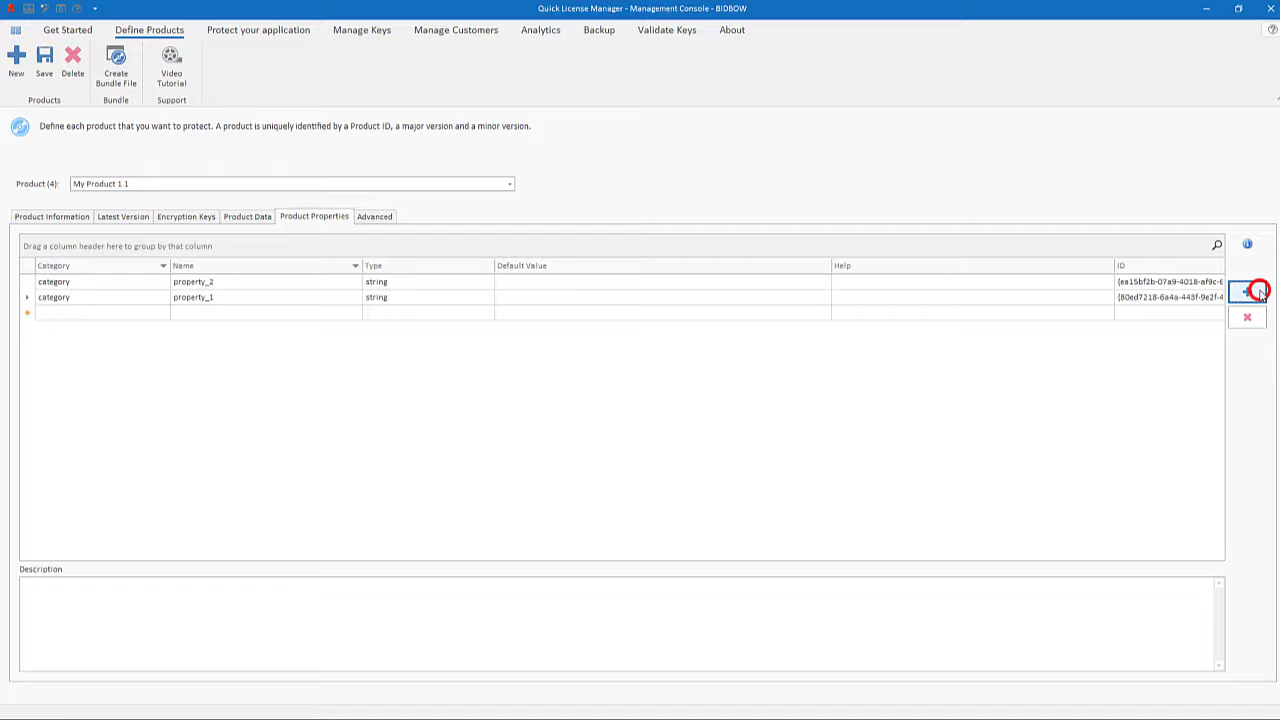 Quick License Manager - Management Console - BIDBOW
Get Started Define Products Protect your application Manage Keys Manage Customers Analytics Backup Validate Keys About
New Save Delete Create Bundle File Video Tutorial
Products Bundle Support
Define each product that you want to protect. A product is uniquely identified by a Product ID, a major version and a minor version.
Product (4): My Product 1.1
Product Information Latest Version Encryption Keys Product Data Product Properties Advanced
Drag a column header here to group by that column
Category Name Type Default Value Help ID
category property_2 string {ea15bf2b-07a9-4018-af9c-
category property_1 string {80ed7218-6a4a-443f-9e2f-4
Description